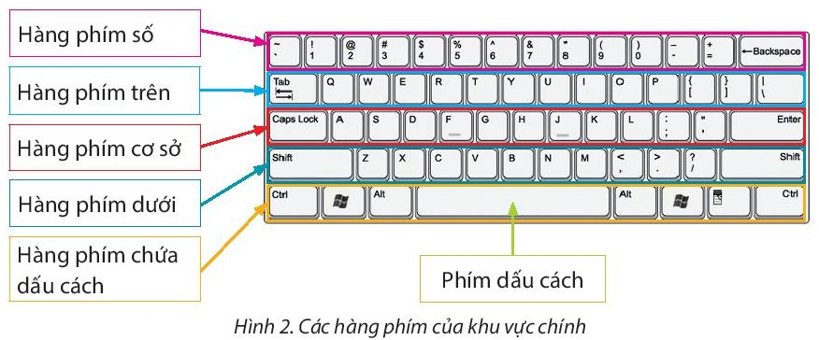 Hàng phím số
~ ! @ # $ % ^ & * ( ) _ +
` 1 2 3 4 5 6 7 8 9 0 - = ←Backspace
Hàng phím trên
Tab Q W E R T Y U I O P { } |
[ ] \
Hàng phím cơ sở
Caps Lock A S D F G H J K L : " Enter
; '
Hàng phím dưới
Shift Z X C V B N M < > ? Shift
, . /
Hàng phím chứa
dấu cách
Ctrl Alt Alt Ctrl
Phím dấu cách
Hình 2. Các hàng phím của khu vực chính